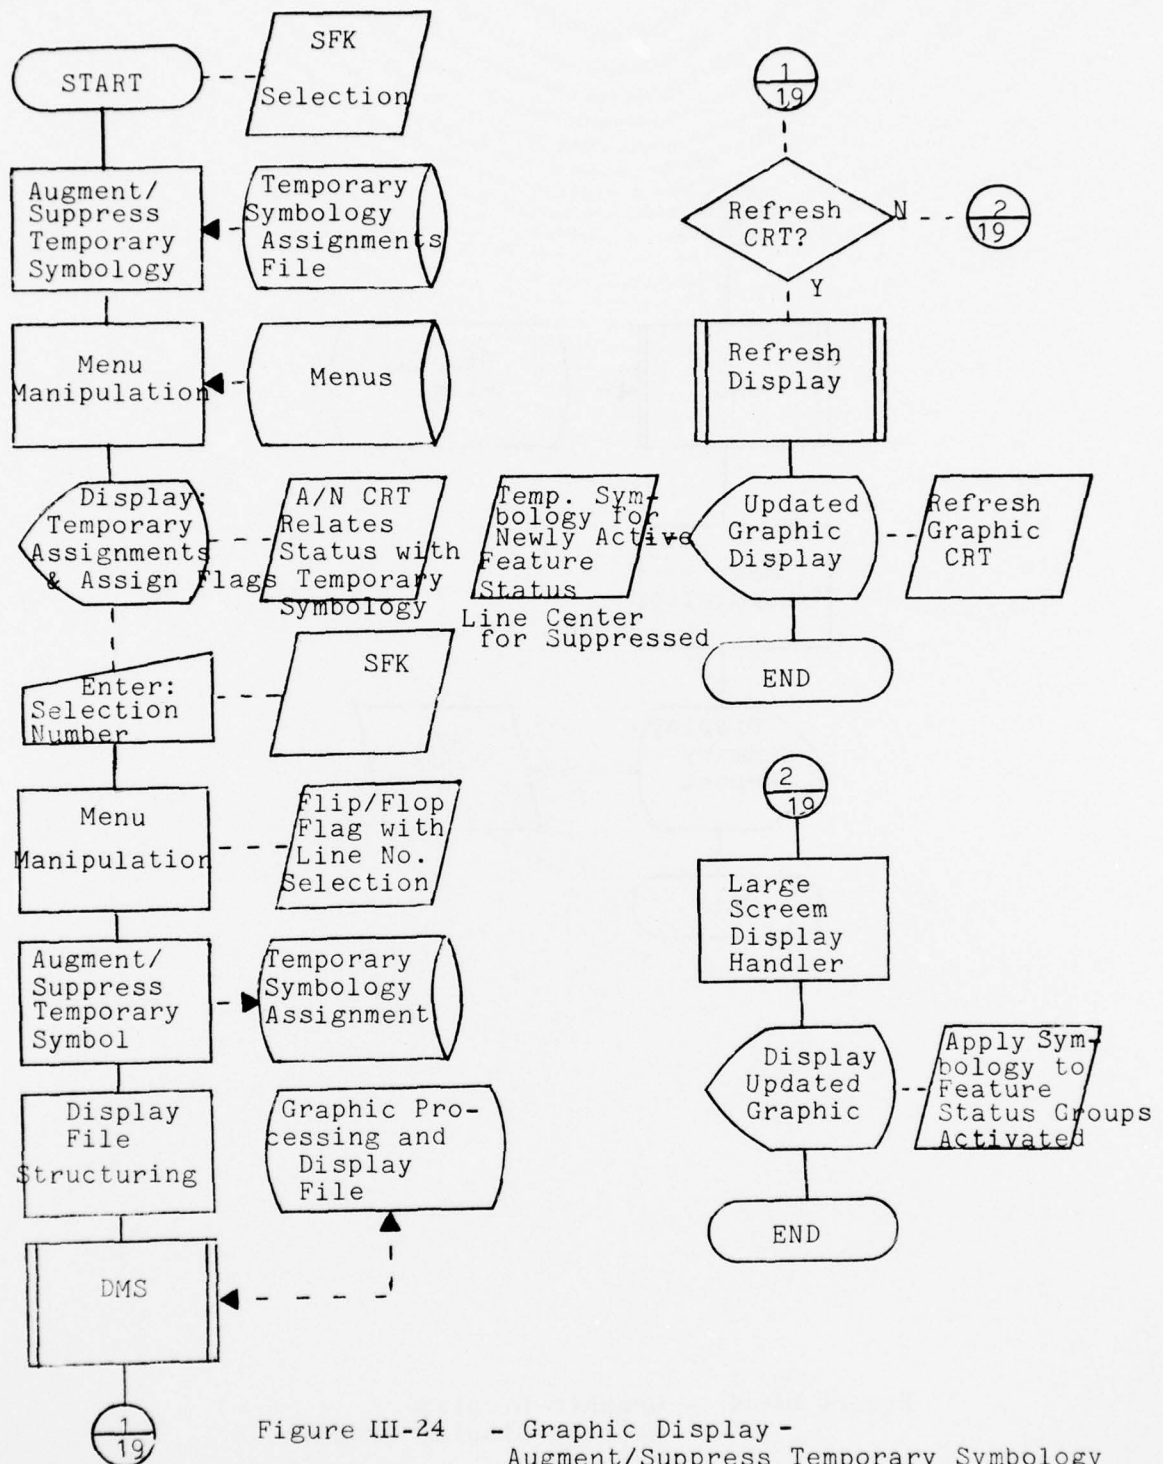 START
SFK
Selection
Augment/
Suppress
Temporary
Symbology
Temporary
Symbology
Assignments
File
Menu
Manipulation
Menus
Display:
Temporary
Assignments
& Assign Flags
A/N CRT
Relates
Status with
Temporary
Symbology
Enter:
Selection
Number
SFK
Menu
Manipulation
Flip/Flop
Flag with
Line No.
Selection
Augment/
Suppress
Temporary
Symbol
Temporary
Symbology
Assignment
Display
File
Structuring
Graphic Pro-
cessing and
Display
File
DMS
1
19
1
19
Refresh
CRT?
N
2
19
Y
Refresh
Display
Temp. Sym-
bology for
Newly Active
Feature
Status
Line Center
for Suppressed
Updated
Graphic
Display
Refresh
Graphic
CRT
END
2
19
Large
Screem
Display
Handler
Display
Updated
Graphic
Apply Sym-
bology to
Feature
Status Groups
Activated
END
Figure III-24 - Graphic Display -
Augment/Suppress Temporary Symbology